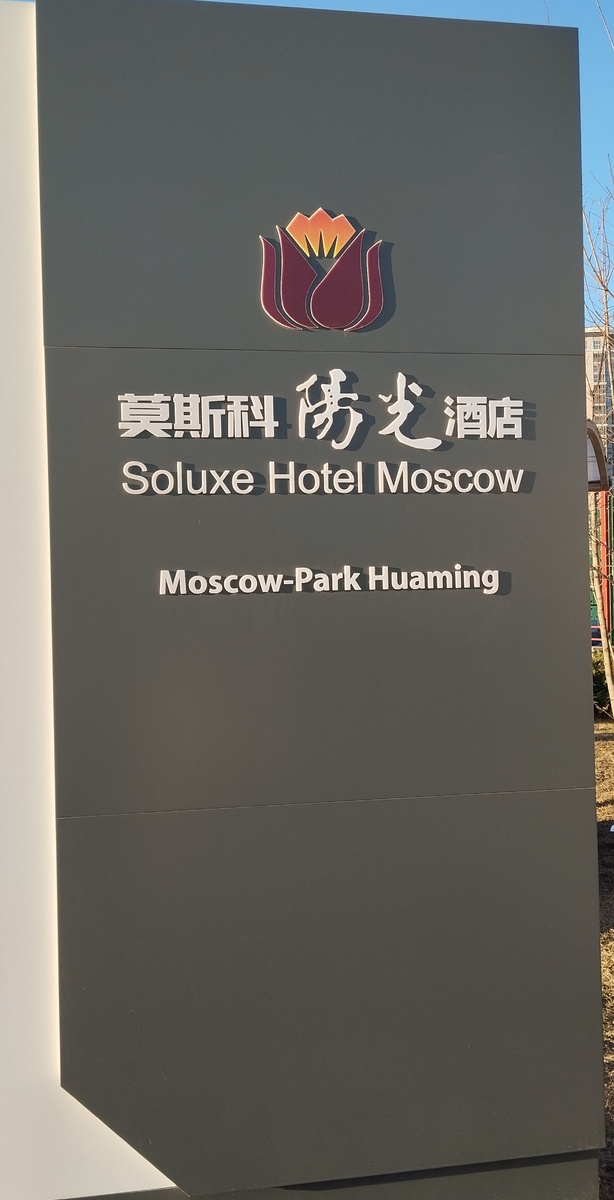 莫斯科陽光酒店
Soluxe Hotel Moscow
Moscow-Park Huaming